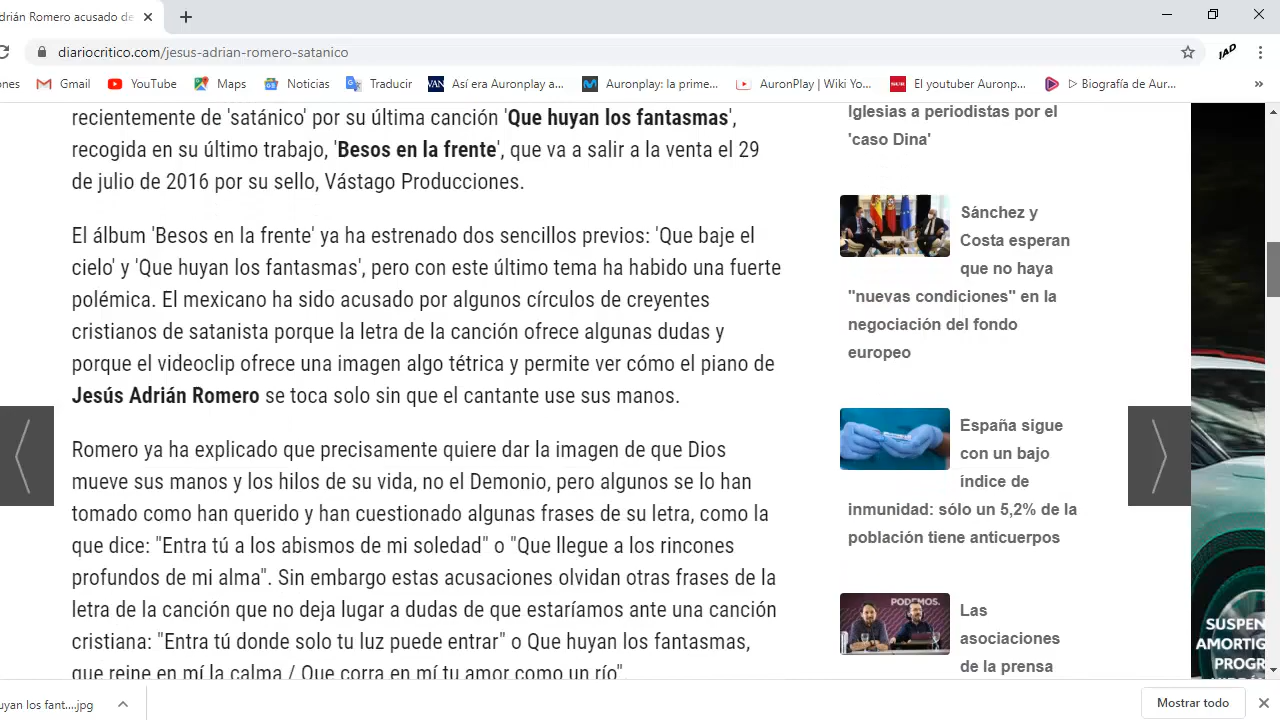 drián Romero acusado de
diariocritico.com/jesus-adrian-romero-satanico
IAD
ones
Gmail
YouTube
Maps
Noticias
Traducir
Así era Auronplay a...
Auronplay: la prime...
AuronPlay | Wiki Yo...
El youtuber Auronp...
▷ Biografía de Aur...
»
recientemente de 'satánico' por su última canción 'Que huyan los fantasmas',
recogida en su último trabajo, 'Besos en la frente', que va a salir a la venta el 29
de julio de 2016 por su sello, Vástago Producciones.
El álbum 'Besos en la frente' ya ha estrenado dos sencillos previos: 'Que baje el
cielo' y 'Que huyan los fantasmas', pero con este último tema ha habido una fuerte
polémica. El mexicano ha sido acusado por algunos círculos de creyentes
cristianos de satanista porque la letra de la canción ofrece algunas dudas y
porque el videoclip ofrece una imagen algo tétrica y permite ver cómo el piano de
Jesús Adrián Romero se toca solo sin que el cantante use sus manos.
Romero ya ha explicado que precisamente quiere dar la imagen de que Dios
mueve sus manos y los hilos de su vida, no el Demonio, pero algunos se lo han
tomado como han querido y han cuestionado algunas frases de su letra, como la
que dice: "Entra tú a los abismos de mi soledad" o "Que llegue a los rincones
profundos de mi alma". Sin embargo estas acusaciones olvidan otras frases de la
letra de la canción que no deja lugar a dudas de que estaríamos ante una canción
cristiana: "Entra tú donde solo tu luz puede entrar" o Que huyan los fantasmas,
que reine en mí la calma / Que corra en mí tu amor como un río".
Iglesias a periodistas por el
'caso Dina'
Sánchez y
Costa esperan
que no haya
"nuevas condiciones" en la
negociación del fondo
europeo
España sigue
con un bajo
índice de
inmunidad: sólo un 5,2% de la
población tiene anticuerpos
PODEMOS.
Las
asociaciones
de la prensa
SUSPEN
AMORTIG
PROGR
uyan los fant....jpg
Mostrar todo